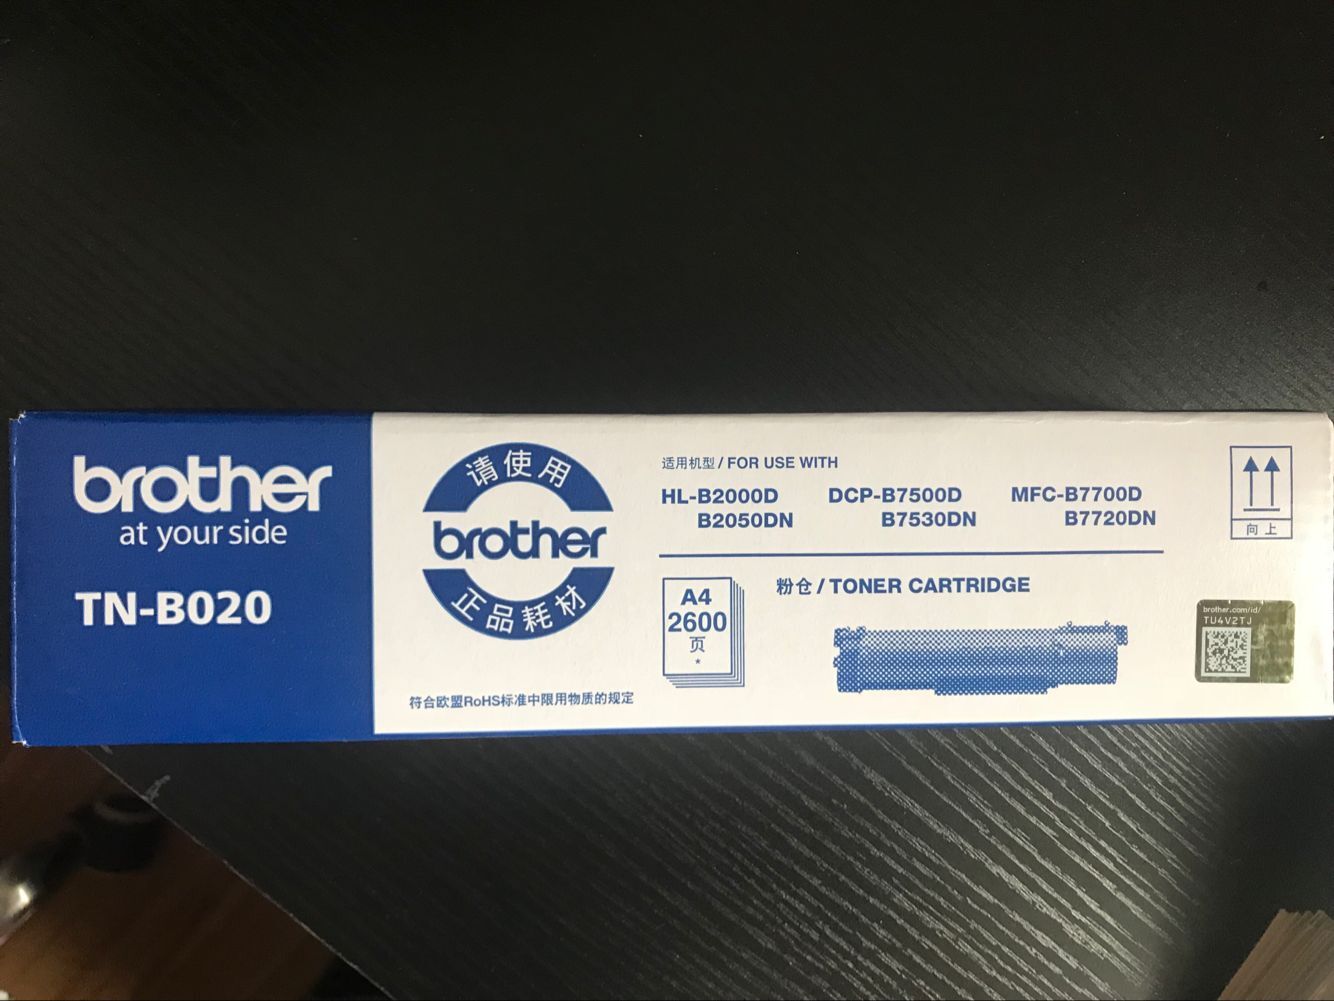 brother
at your side
TN-B020
请使用
brother
正品耗材
符合欧盟RoHS标准中限用物质的规定
适用机型 / FOR USE WITH
HL-B2000D DCP-B7500D MFC-B7700D
B2050DN B7530DN B7720DN
A4
2600
页
*
粉仓 / TONER CARTRIDGE
向上
brother.com/id/
TU4V2TJ